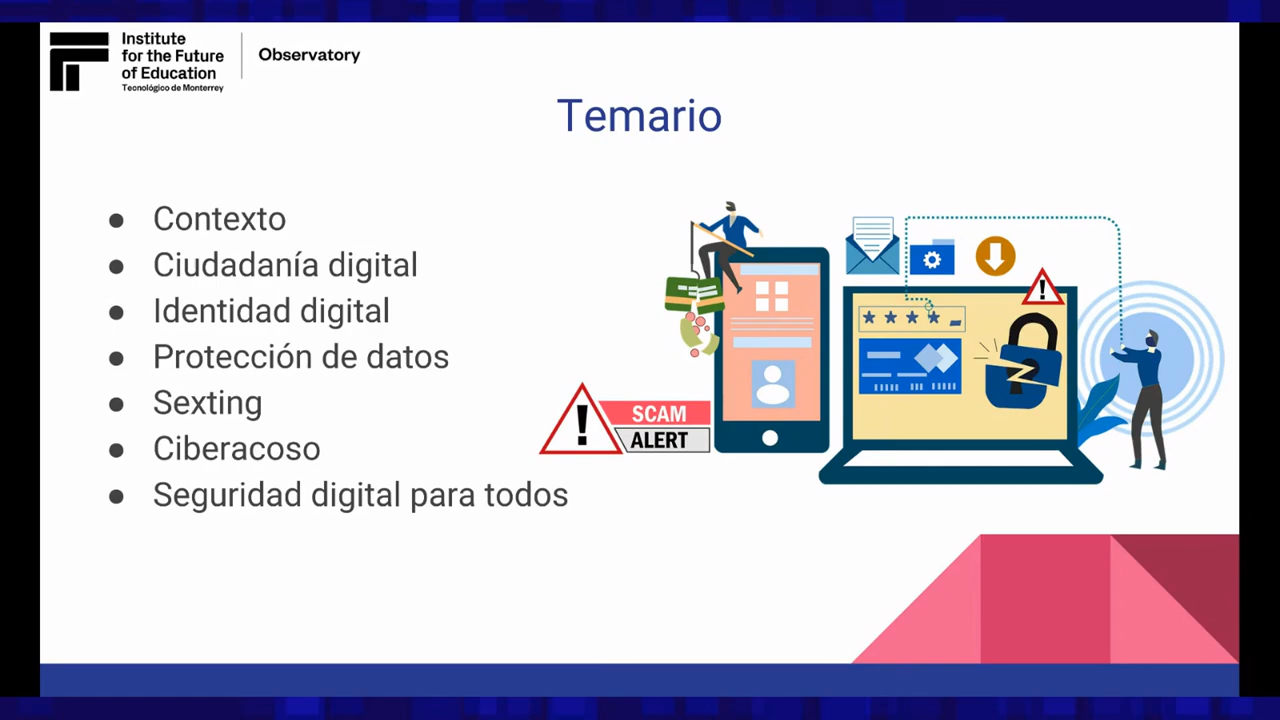 Institute
for the Future
of Education
Tecnológico de Monterrey
Observatory
Temario
● Contexto
● Ciudadanía digital
● Identidad digital
● Protección de datos
● Sexting
● Ciberacoso
● Seguridad digital para todos
SCAM
ALERT